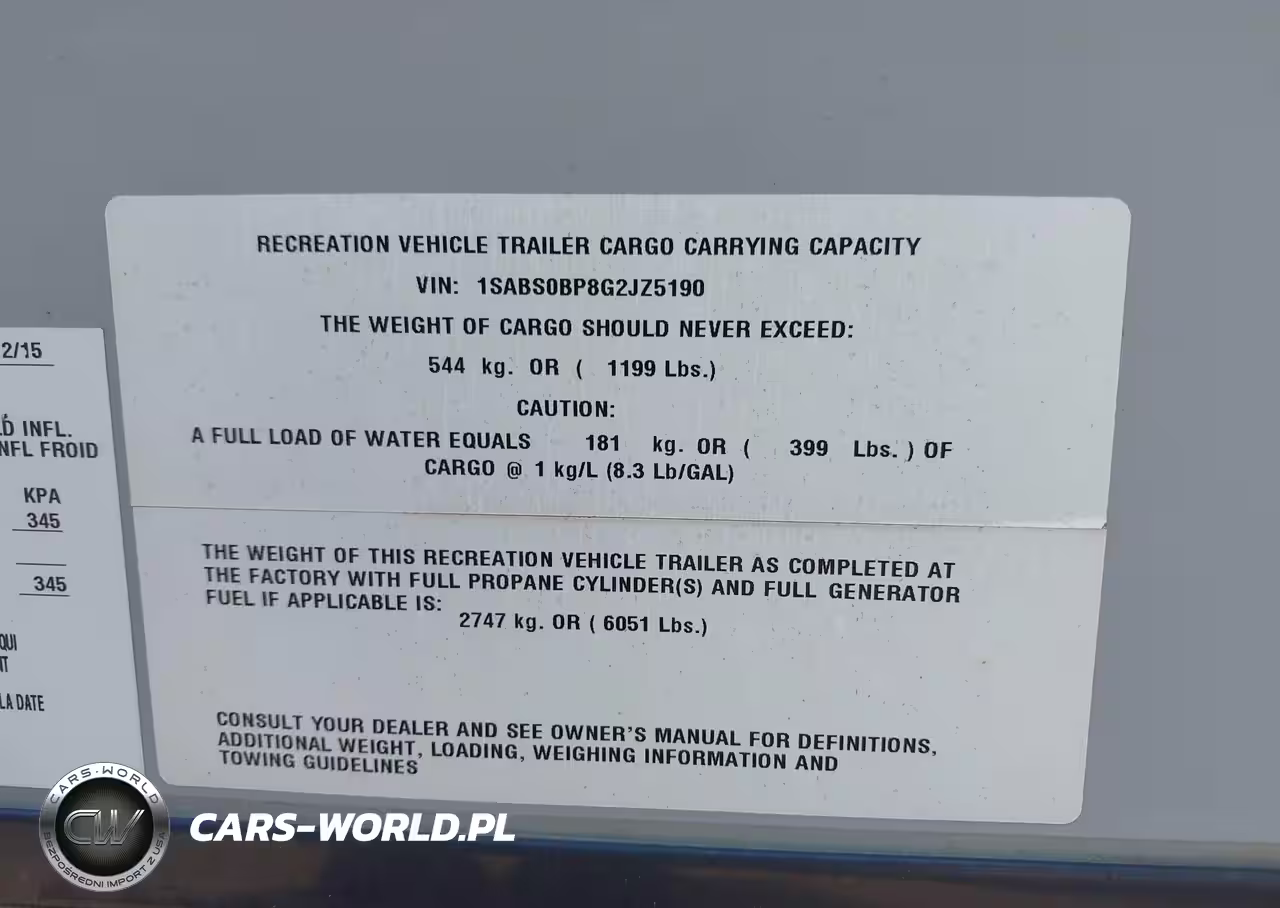 RECREATION VEHICLE TRAILER CARGO CARRYING CAPACITY
VIN: 1SABS0BP8G2JZ5190
THE WEIGHT OF CARGO SHOULD NEVER EXCEED:
544 kg. OR ( 1199 Lbs.)
CAUTION:
A FULL LOAD OF WATER EQUALS 181 kg. OR ( 399 Lbs. ) OF
CARGO @ 1 kg/L (8.3 Lb/GAL)
THE WEIGHT OF THIS RECREATION VEHICLE TRAILER AS COMPLETED AT
THE FACTORY WITH FULL PROPANE CYLINDER(S) AND FULL GENERATOR
FUEL IF APPLICABLE IS:
2747 kg. OR ( 6051 Lbs.)
CONSULT YOUR DEALER AND SEE OWNER'S MANUAL FOR DEFINITIONS,
ADDITIONAL WEIGHT, LOADING, WEIGHING INFORMATION AND
TOWING GUIDELINES
2/15
INFL.
FROID
KPA
345
345
LA DATE
CARS-WORLD
CW
BEZPOŚREDNI IMPORT Z USA
CARS-WORLD.PL